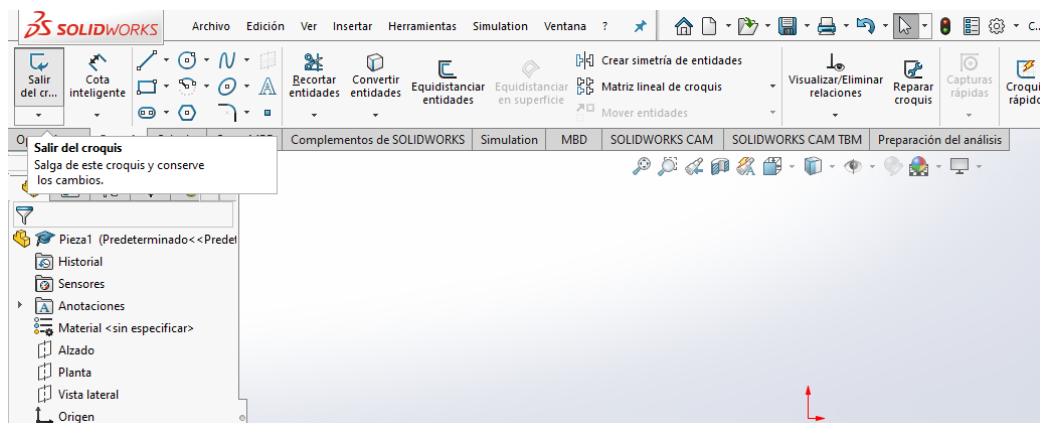 SOLIDWORKS Archivo Edición Ver Insertar Herramientas Simulation Ventana ? C...
Salir del cr...
Cota inteligente
Recortar entidades
Convertir entidades
Equidistanciar entidades
Equidistanciar en superficie
Crear simetría de entidades
Matriz lineal de croquis
Mover entidades
Visualizar/Eliminar relaciones
Reparar croquis
Capturas rápidas
Croqui rápido
Complementos de SOLIDWORKS Simulation MBD SOLIDWORKS CAM SOLIDWORKS CAM TBM Preparación del análisis
Salir del croquis
Salga de este croquis y conserve
los cambios.
Pieza1 (Predeterminado<<Predet
Historial
Sensores
Anotaciones
Material <sin especificar>
Alzado
Planta
Vista lateral
Origen